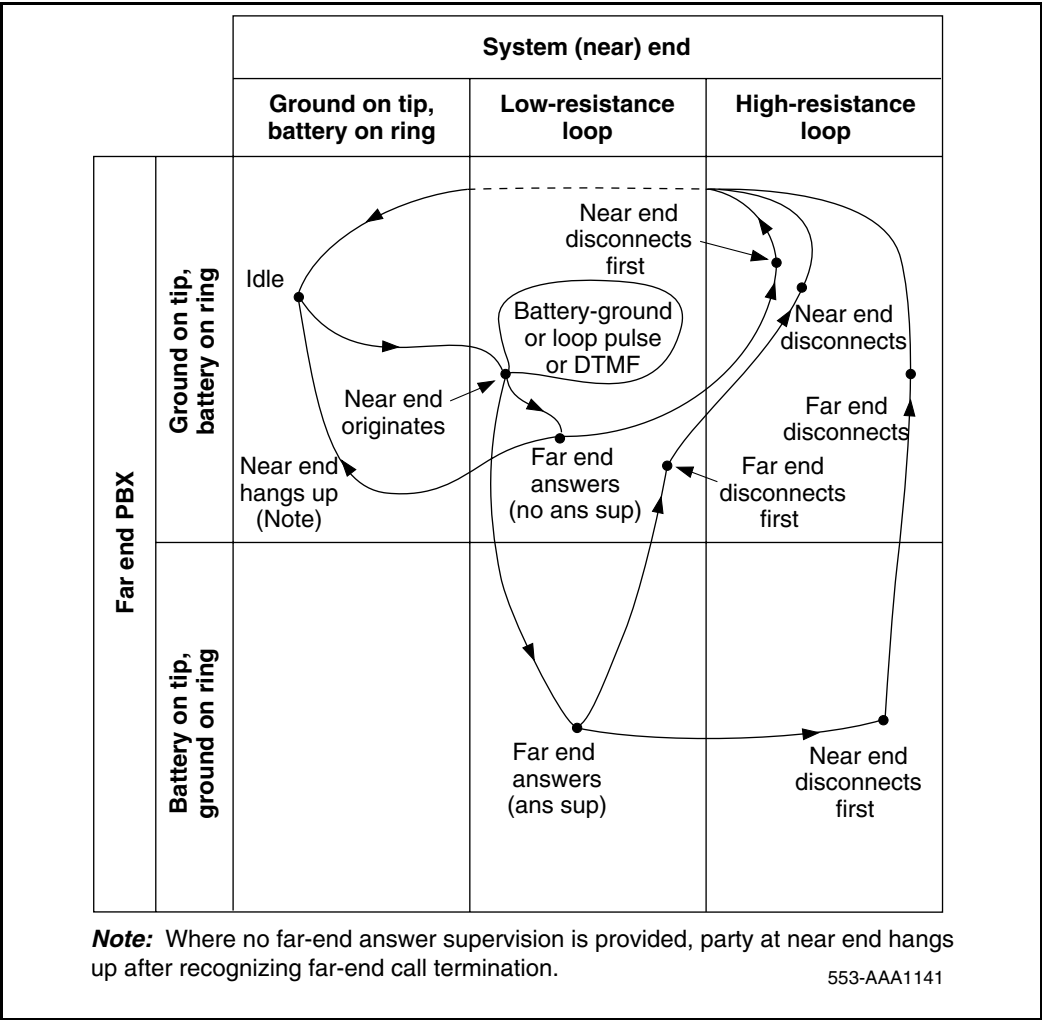 System (near) end
Ground on tip,
battery on ring
Low-resistance
loop
High-resistance
loop
Far end PBX
Ground on tip,
battery on ring
Battery on tip,
ground on ring
Idle
Near end
disconnects
first
Battery-ground
or loop pulse
or DTMF
Near end
disconnects
Near end
originates
Far end
disconnects
Near end
hangs up
(Note)
Far end
answers
(no ans sup)
Far end
disconnects
first
Far end
answers
(ans sup)
Near end
disconnects
first
Note: Where no far-end answer supervision is provided, party at near end hangs
up after recognizing far-end call termination.
553-AAA1141